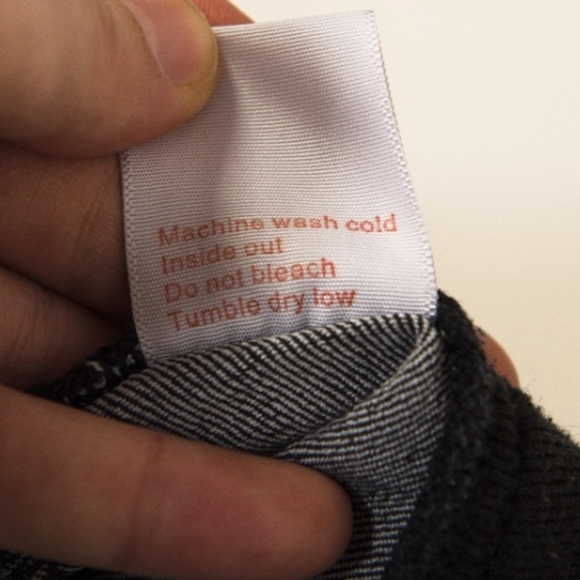 Machine wash cold
Inside out
Do not bleach
Tumble dry low